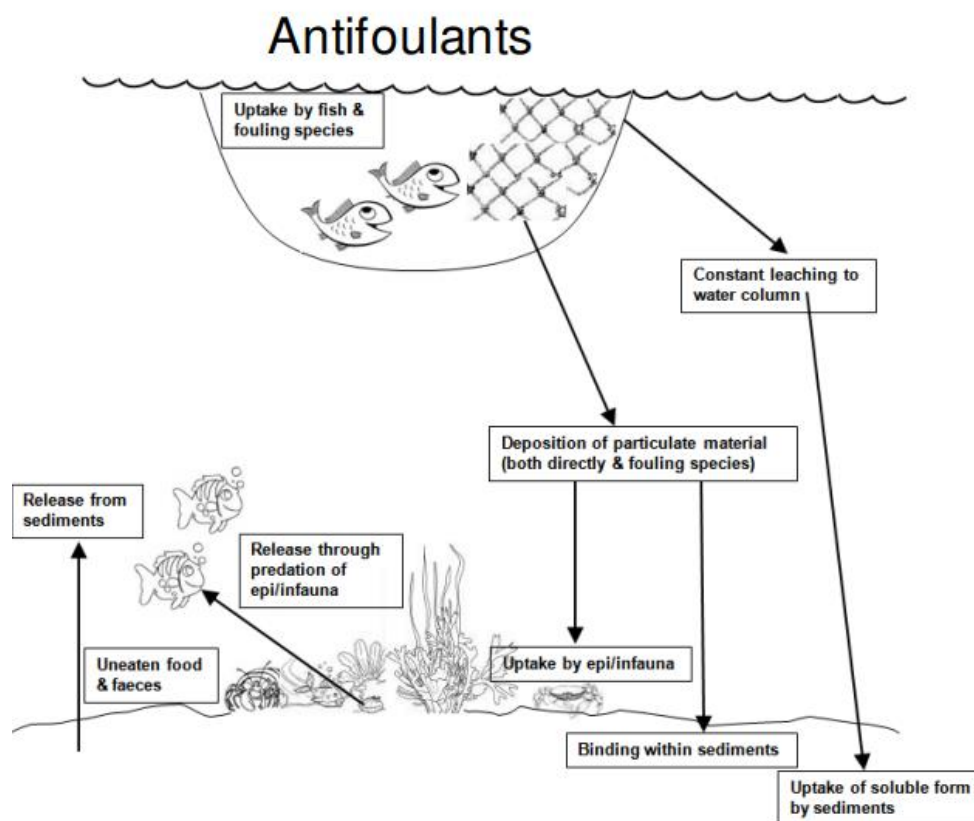 Antifoulants
Uptake by fish &
fouling species
Constant leaching to
water column
Deposition of particulate material
(both directly & fouling species)
Release from
sediments
Release through
predation of
epi/infauna
Uneaten food
& faeces
Uptake by epi/infauna
Binding within sediments
Uptake of soluble form
by sediments